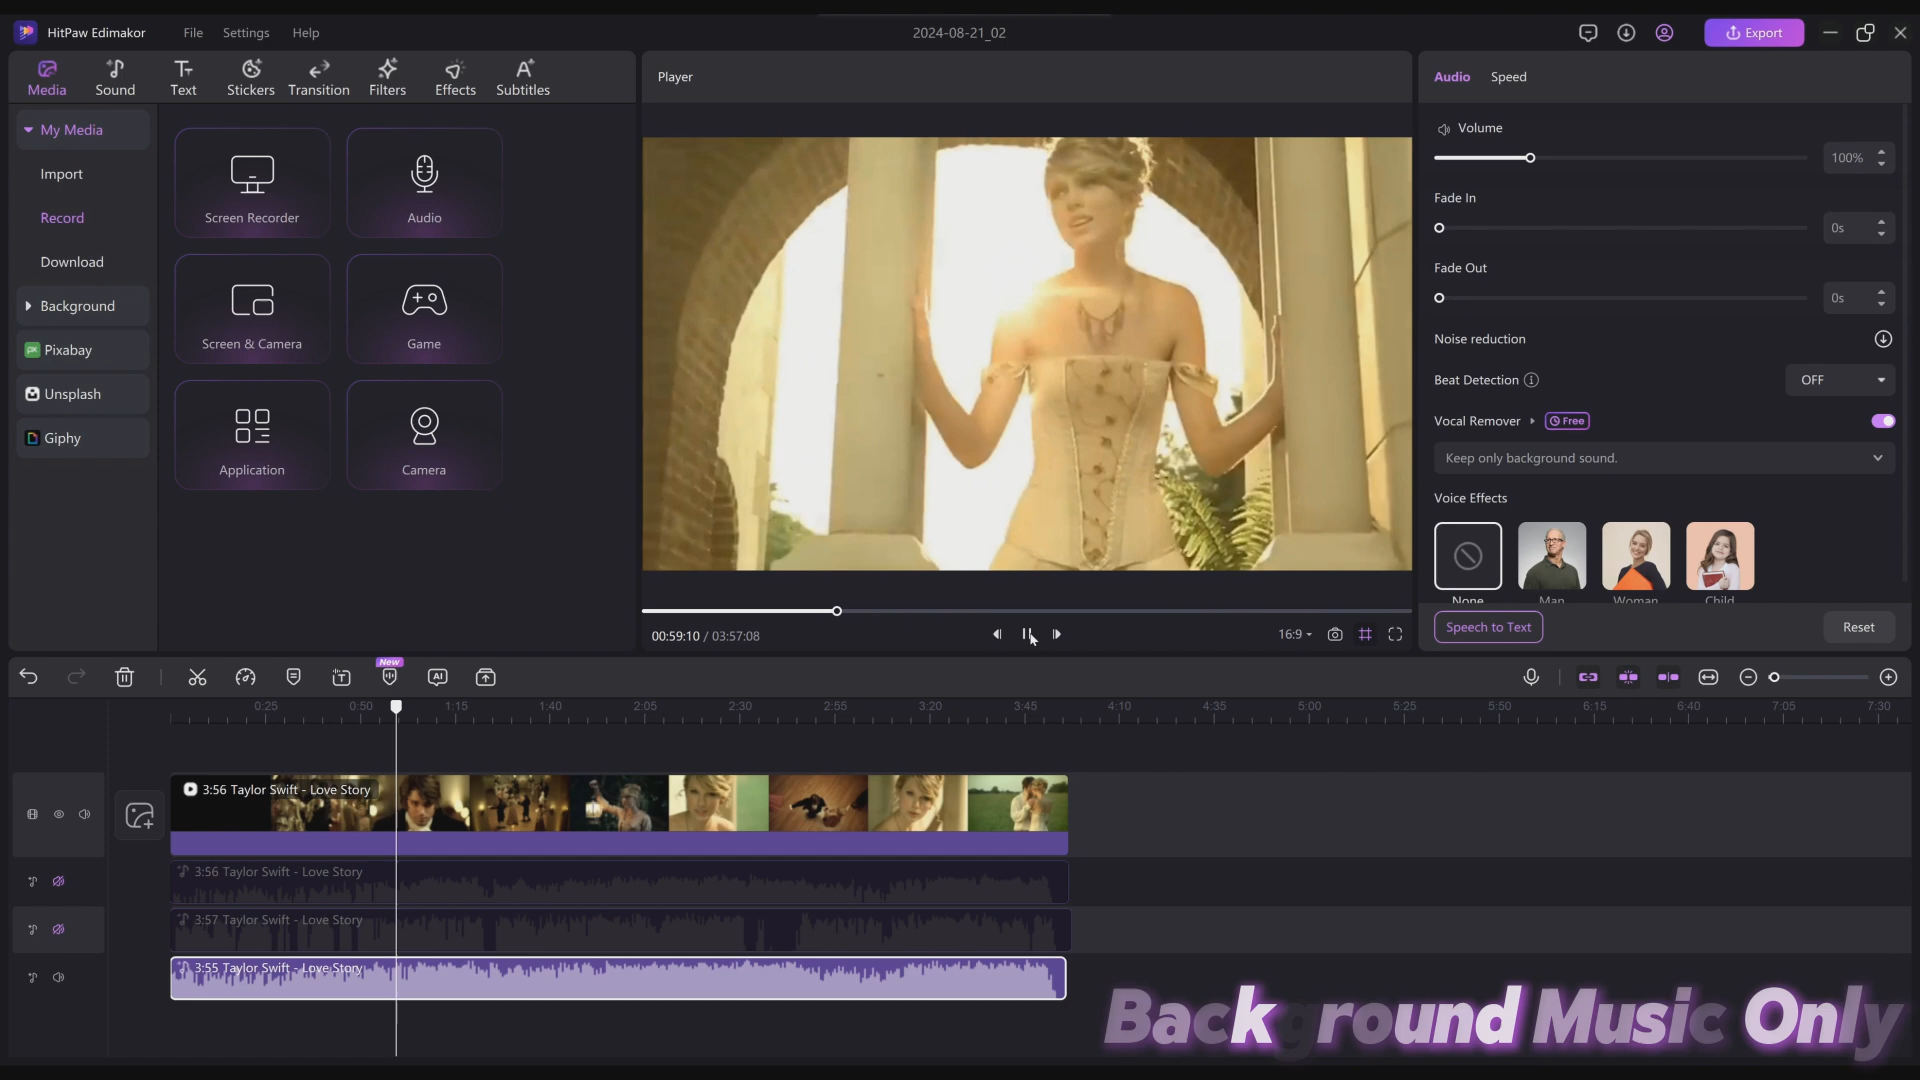 HitPaw Edimakor
File
Settings
Help
2024-08-21_02
Export
Media
Sound
Text
Stickers
Transition
Filters
Effects
Subtitles
My Media
Import
Record
Download
Background
Pixabay
Unsplash
Giphy
Screen Recorder
Audio
Screen & Camera
Game
Application
Camera
Player
00:59:10 / 03:57:08
16:9
Audio
Speed
Volume
100%
Fade In
0s
Fade Out
0s
Noise reduction
Beat Detection
OFF
Vocal Remover
Free
Keep only background sound.
Voice Effects
None
Man
Woman
Child
Speech to Text
Reset
New
AI
0:25 0:50 1:15 1:40 2:05 2:30 2:55 3:20 3:45 4:10 4:35 5:00 5:25 5:50 6:15 6:40 7:05 7:30
3:56 Taylor Swift - Love Story
3:56 Taylor Swift - Love Story
3:57 Taylor Swift - Love Story
3:55 Taylor Swift - Love Story
Background Music Only